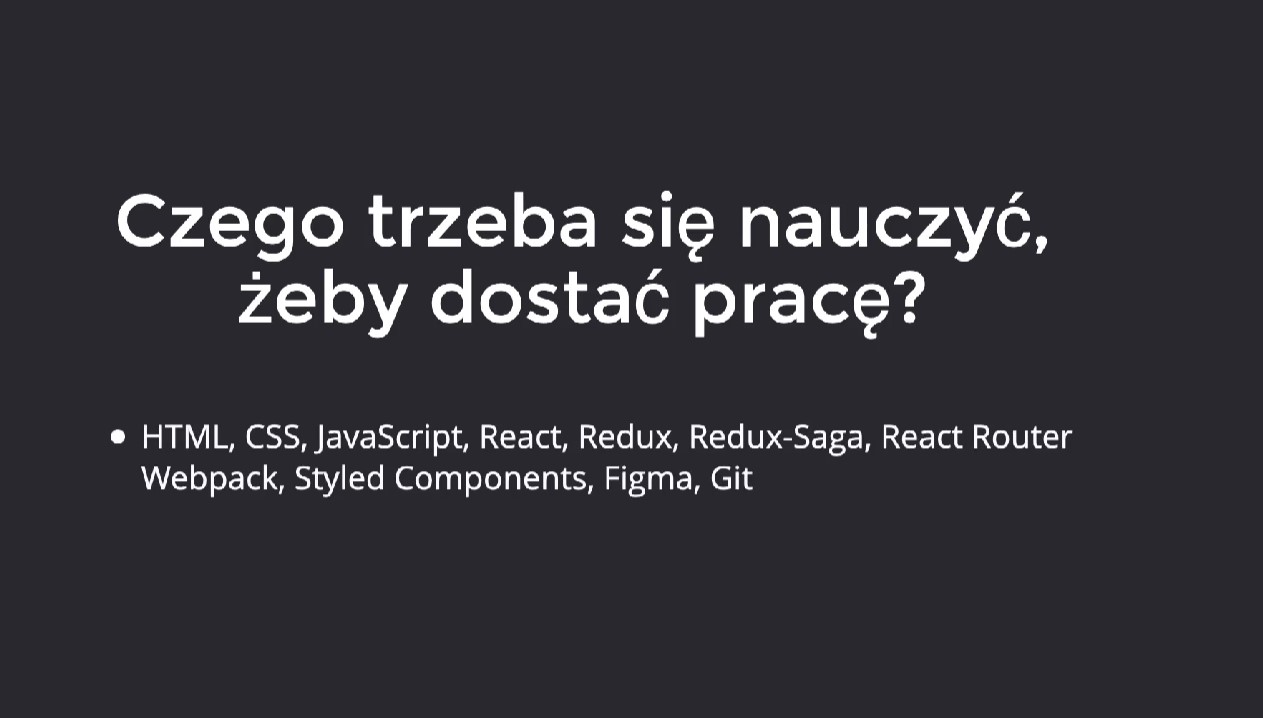 Czego trzeba się nauczyć,
żeby dostać pracę?
• HTML, CSS, JavaScript, React, Redux, Redux-Saga, React Router
Webpack, Styled Components, Figma, Git